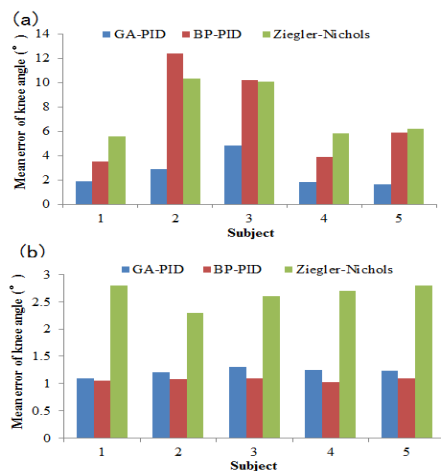 (a)
GA-PID BP-PID Ziegler-Nichols
Mean error of knee angle (°)
14
12
10
8
6
4
2
0
1 2 3 4 5
Subject
(b)
GA-PID BP-PID Ziegler-Nichols
Mean error of knee angle (°)
3
2.5
2
1.5
1
0.5
0
1 2 3 4 5
Subject